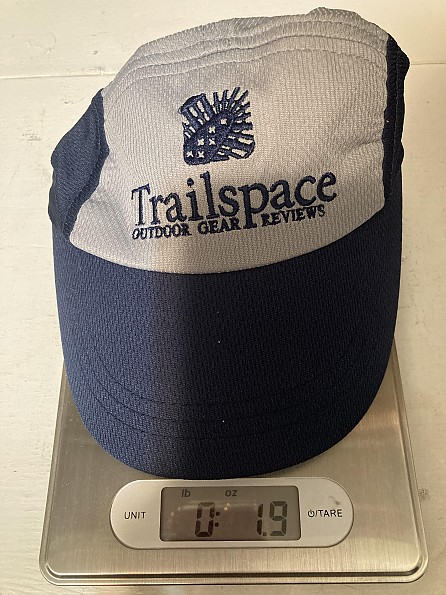 Trailspace
OUTDOOR GEAR REVIEWS
lb oz
UNIT 0: 1.9 ⏻/TARE